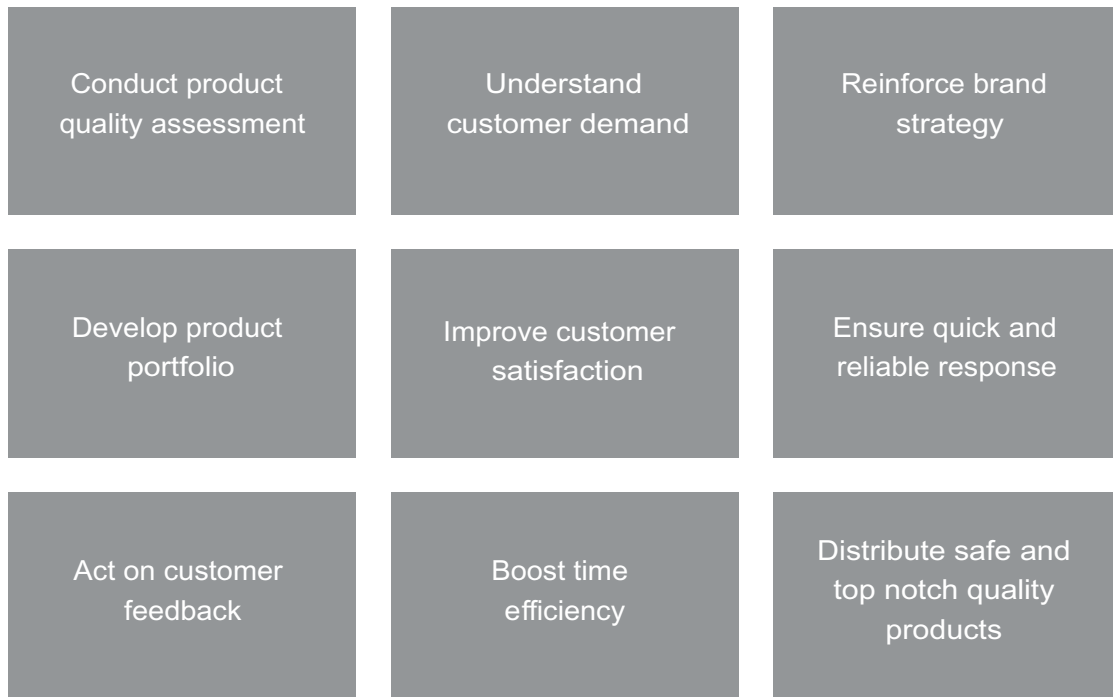 Conduct product
quality assessment
Understand
customer demand
Reinforce brand
strategy
Develop product
portfolio
Improve customer
satisfaction
Ensure quick and
reliable response
Act on customer
feedback
Boost time
efficiency
Distribute safe and
top notch quality
products